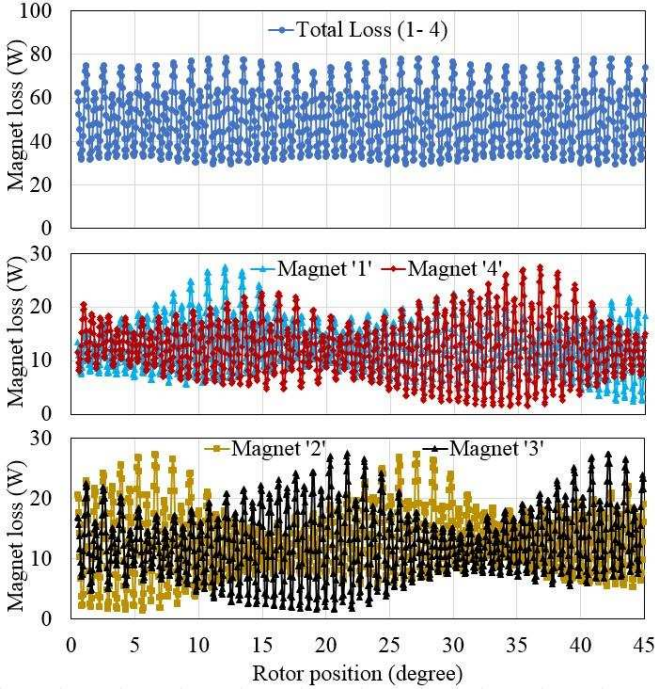 100
Total Loss (1- 4)
80
60
40
20
0
Magnet loss (W)
30
Magnet '1' Magnet '4'
20
10
0
Magnet loss (W)
30
Magnet '2' Magnet '3'
20
10
0
Magnet loss (W)
0 5 10 15 20 25 30 35 40 45
Rotor position (degree)